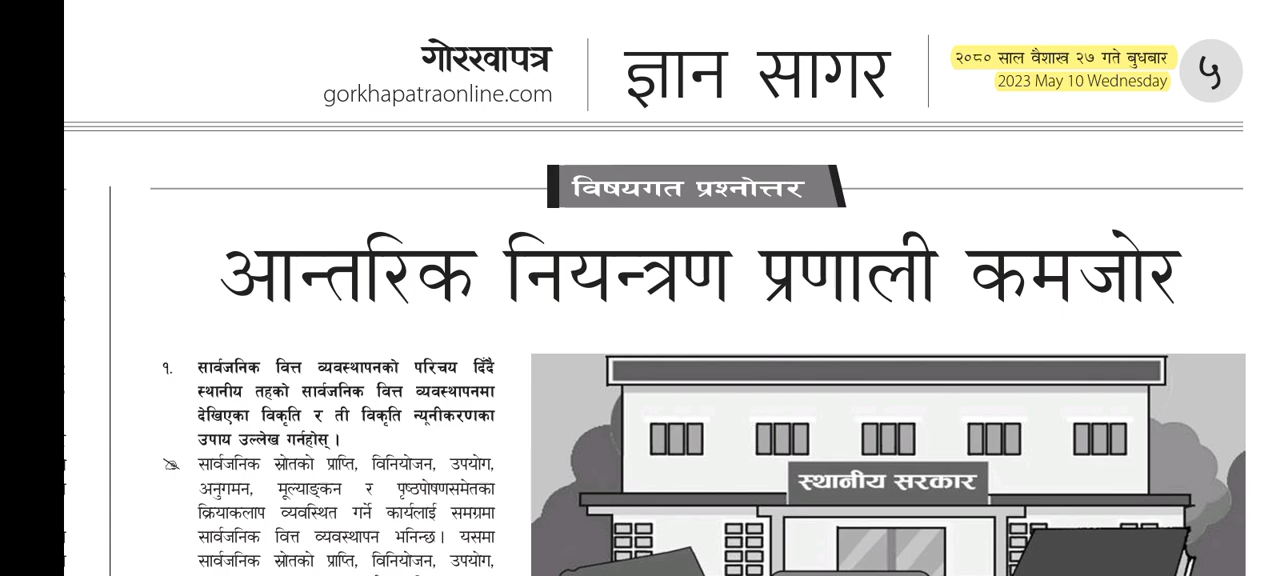 गोरखापत्र
gorkhapatraonline.com
ज्ञान सागर
२०८० साल वैशाख २७ गते बुधबार
2023 May 10 Wednesday
५
विषयगत प्रश्नोत्तर
आन्तरिक नियन्त्रण प्रणाली कमजोर
१. सार्वजनिक वित्त व्यवस्थापनको परिचय दिँदै
स्थानीय तहको सार्वजनिक वित्त व्यवस्थापनमा
देखिएका विकृति र ती विकृति न्यूनीकरणका
उपाय उल्लेख गर्नुहोस् ।
सार्वजनिक स्रोतको प्राप्ति, विनियोजन, उपयोग,
अनुगमन, मूल्याङ्कन र पृष्ठपोषणसमेतका
क्रियाकलाप व्यवस्थित गर्ने कार्यलाई समग्रमा
सार्वजनिक वित्त व्यवस्थापन भनिन्छ। यसमा
सार्वजनिक स्रोतको प्राप्ति, विनियोजन, उपयोग,
स्थानीय सरकार